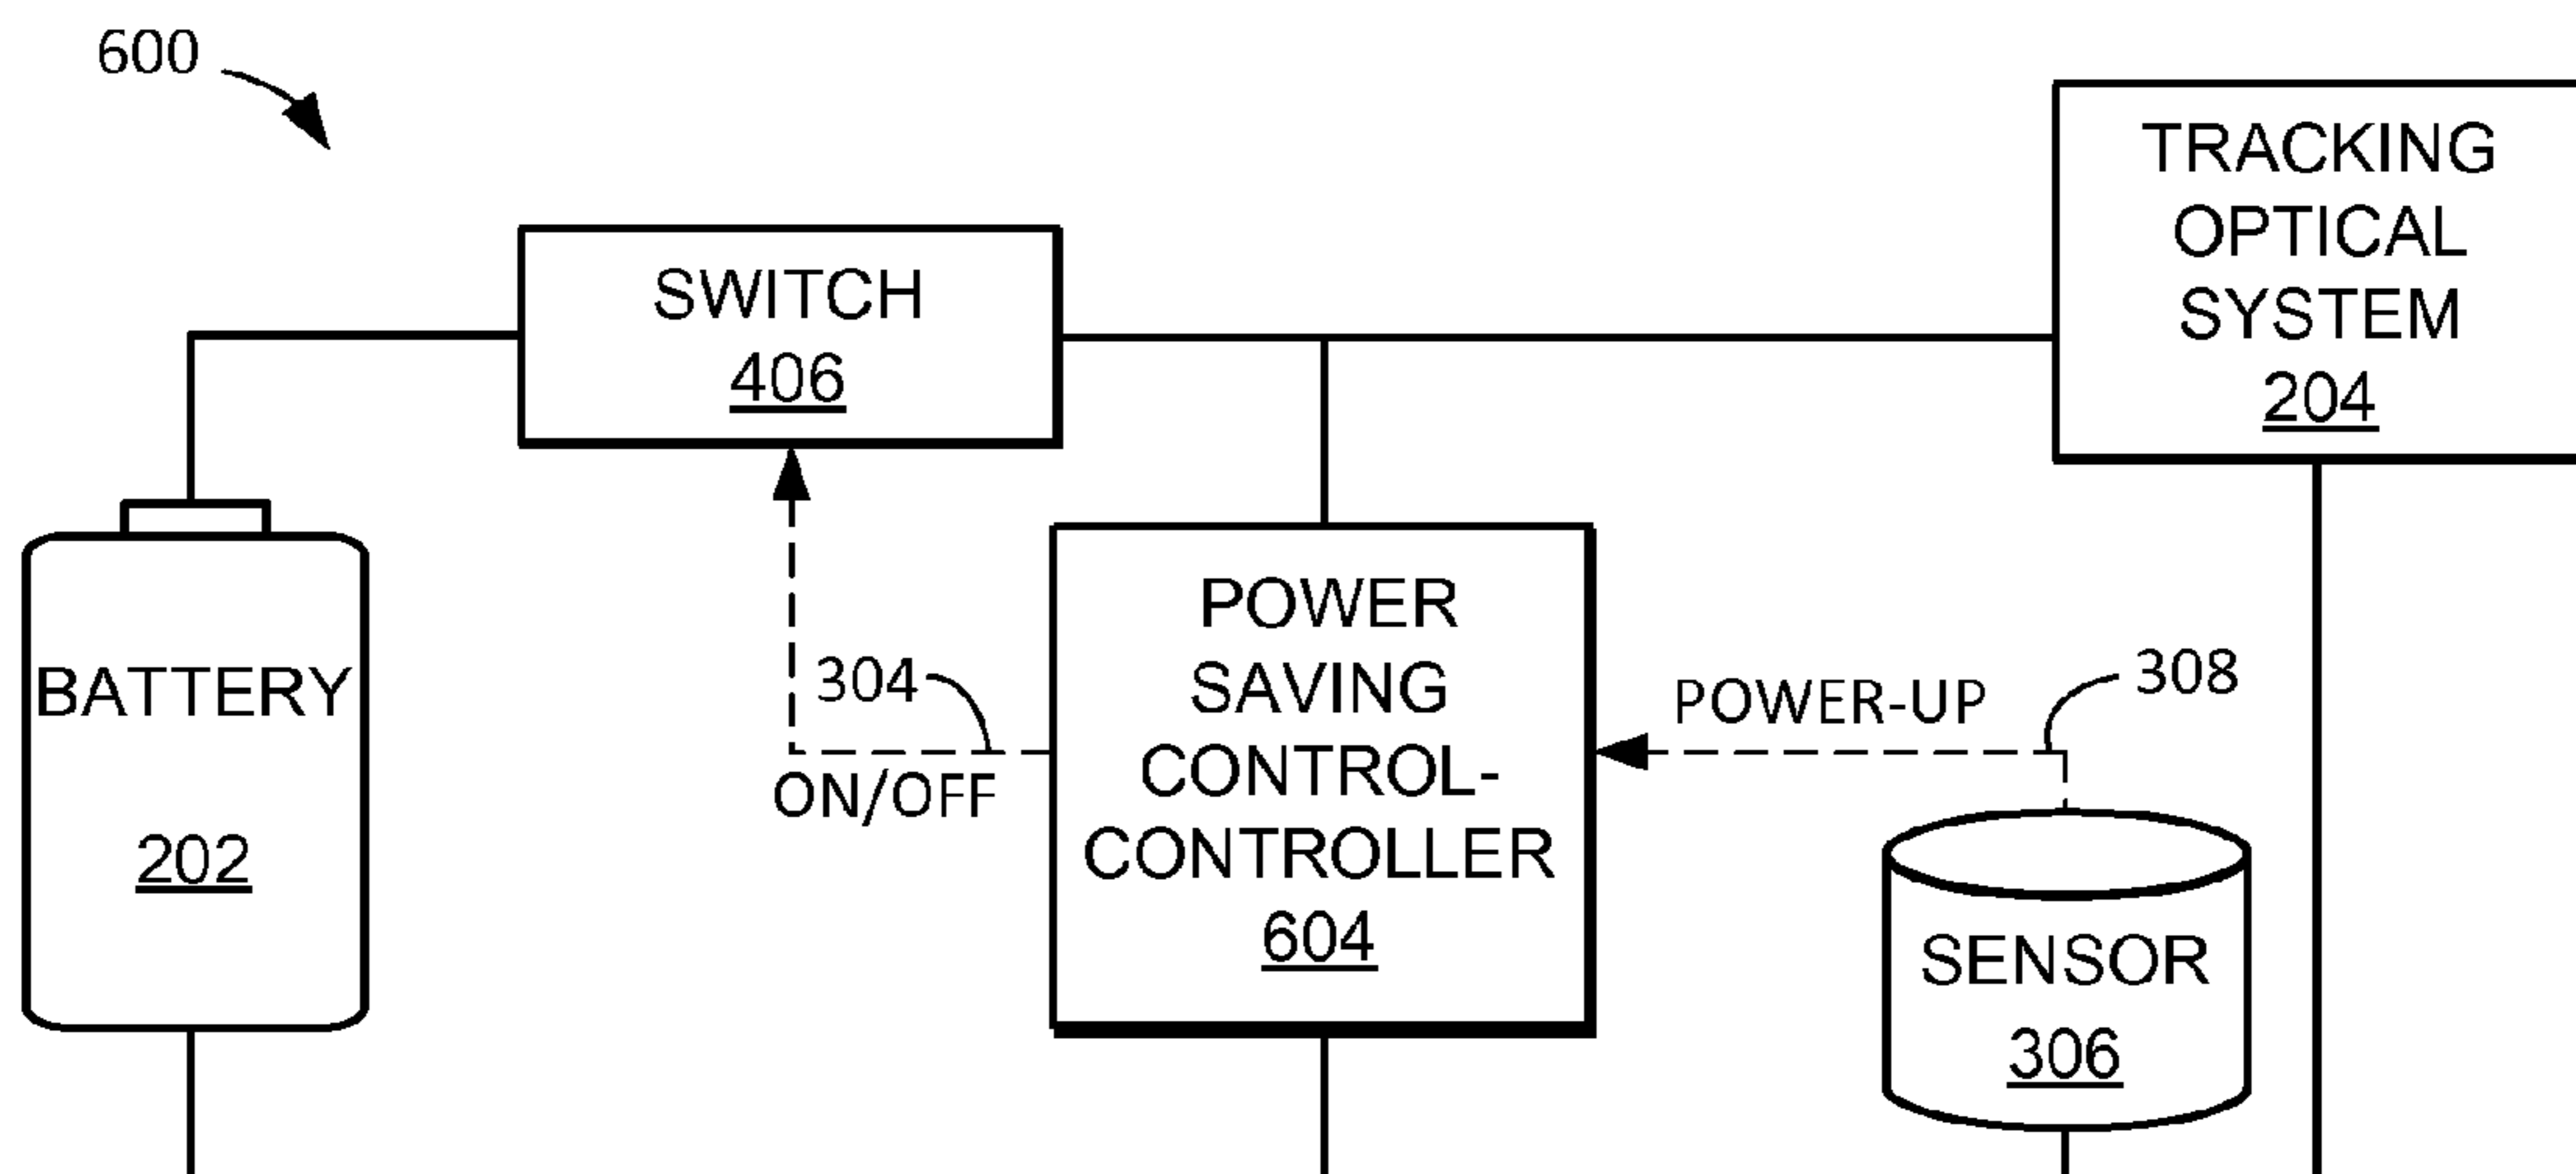 600
TRACKING
OPTICAL
SYSTEM
204
SWITCH
406
BATTERY
202
304
ON/OFF
POWER
SAVING
CONTROL-
CONTROLLER
604
POWER-UP
308
SENSOR
306